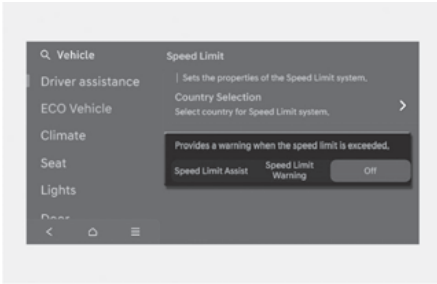 Vehicle
Driver assistance
ECO Vehicle
Climate
Seat
Lights
Door
Speed Limit
Sets the properties of the Speed Limit system.
Country Selection
Select country for Speed Limit system.
Provides a warning when the speed limit is exceeded.
Speed Limit Assist
Speed Limit
Warning
Off